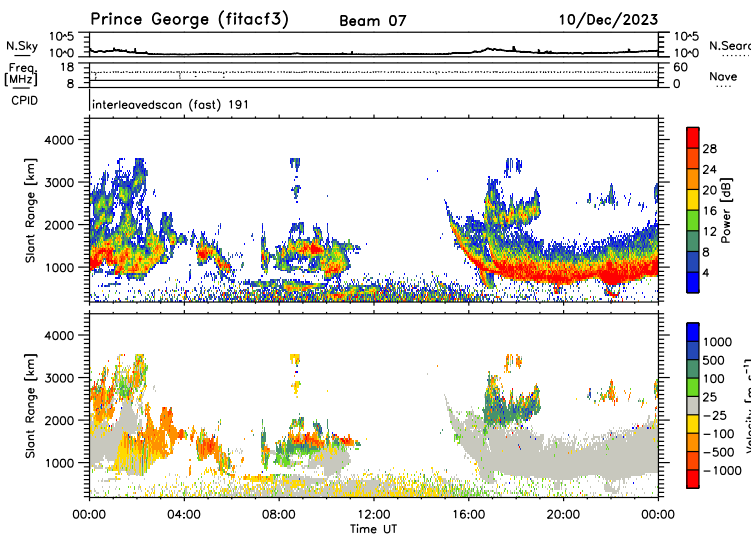 Prince George (fitacf3) Beam 07 10/Dec/2023
N.Sky 10^5 10^0 10^5 10^0 N.Sear
Freq [MHz] 18 8 60 0 Nave
CPID interleavedscan (fast) 191
4000
3000
2000
1000
Slant Range [km]
28
24
20
16
12
8
4
Power [dB]
4000
3000
2000
1000
Slant Range [km]
1000
500
100
25
-25
-100
-500
-1000
Velocity [m s⁻¹]
00:00 04:00 08:00 12:00 16:00 20:00 00:00
Time UT